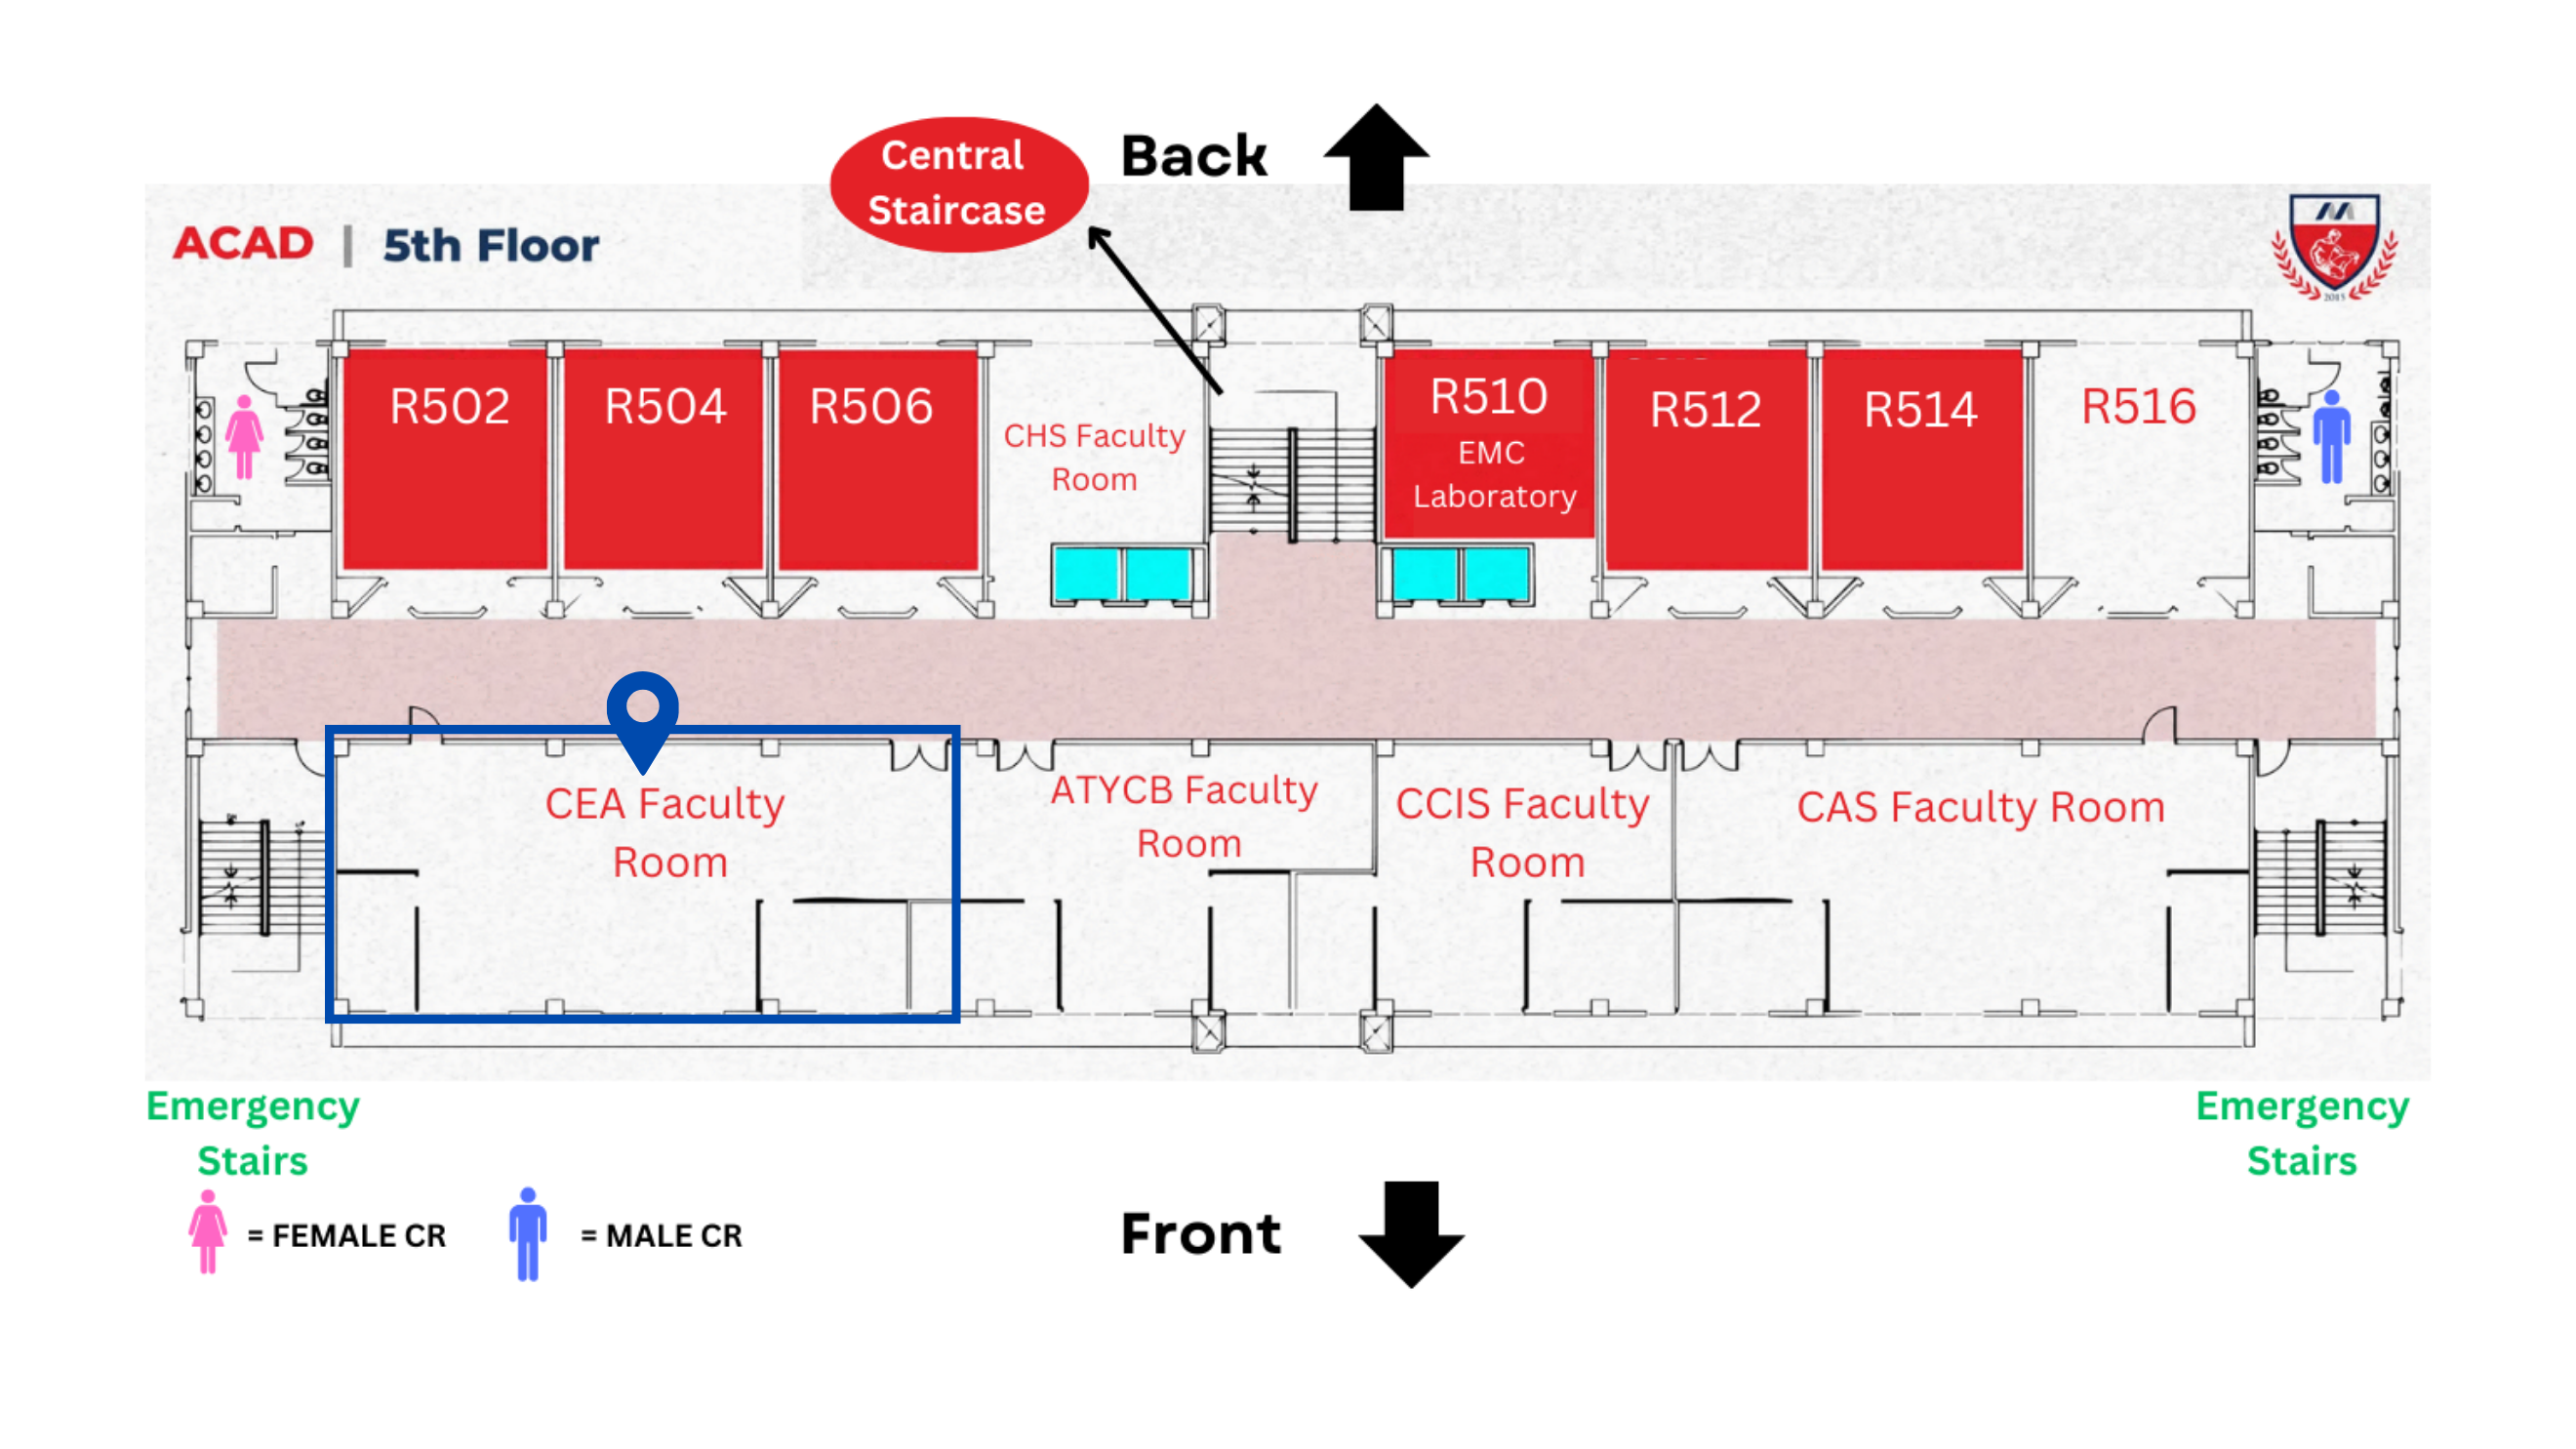 Central
Staircase
Back
ACAD | 5th Floor
2015
R502
R504
R506
CHS Faculty
Room
R510
EMC
Laboratory
R512
R514
R516
CEA Faculty
Room
ATYCB Faculty
Room
CCIS Faculty
Room
CAS Faculty Room
Emergency
Stairs
Emergency
Stairs
= FEMALE CR
= MALE CR
Front